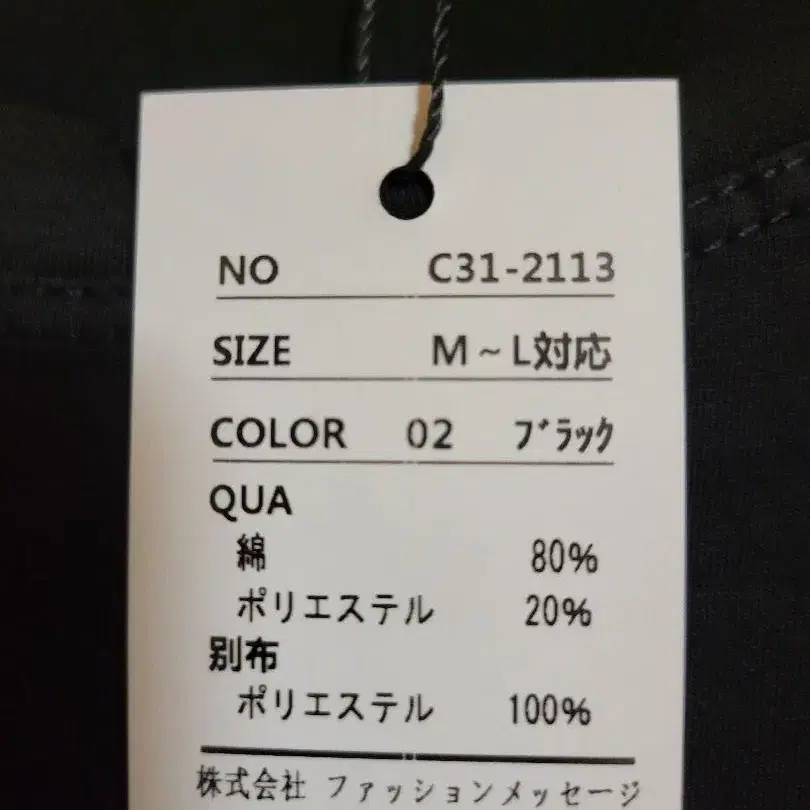 NO C31-2113
SIZE M~L対応
COLOR 02 ブラック
QUA
綿 80%
ポリエステル 20%
別布
ポリエステル 100%
株式会社 ファッションメッセージ